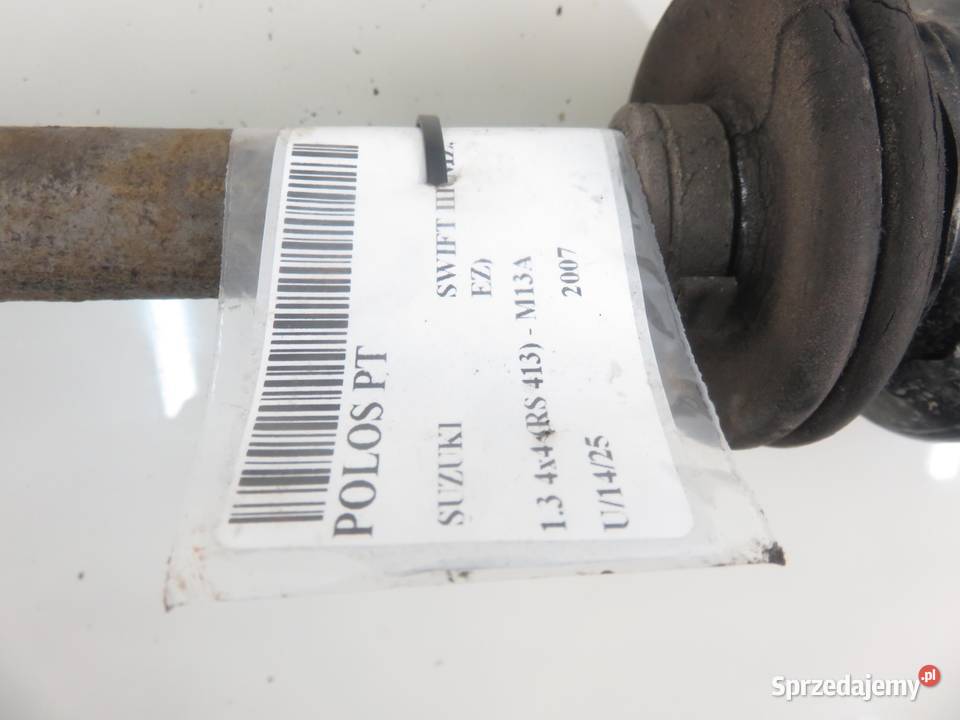 POLOS PT
SUZUKI SWIFT III
EZ)
1.3 4x4 (RS 413) - M13A
U/14/25 2007
Sprzedajemy.pl